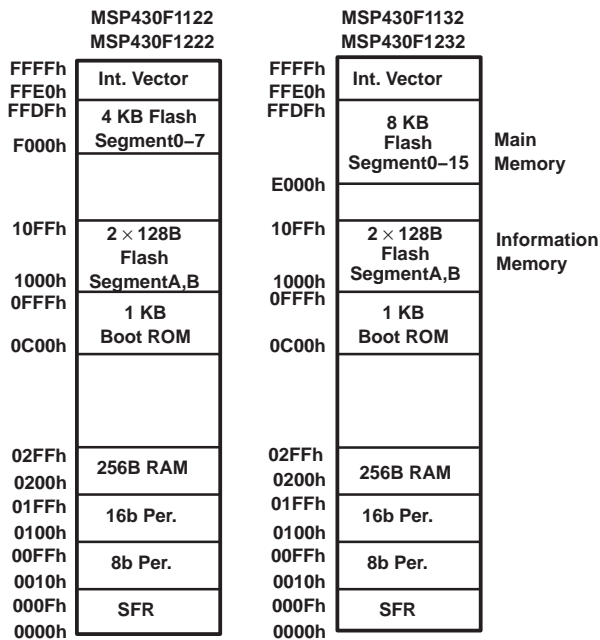 MSP430F1122
MSP430F1222
FFFFh
Int. Vector
FFE0h
FFDFh
4 KB Flash
Segment0–7
F000h
10FFh
2 × 128B
Flash
SegmentA,B
1000h
0FFFh
1 KB
Boot ROM
0C00h
02FFh
256B RAM
0200h
01FFh
16b Per.
0100h
00FFh
8b Per.
0010h
000Fh
SFR
0000h
MSP430F1132
MSP430F1232
FFFFh
Int. Vector
FFE0h
FFDFh
8 KB
Flash
Segment0–15
E000h
Main
Memory
10FFh
2 × 128B
Flash
SegmentA,B
1000h
Information
Memory
0FFFh
1 KB
Boot ROM
0C00h
02FFh
256B RAM
0200h
01FFh
16b Per.
0100h
00FFh
8b Per.
0010h
000Fh
SFR
0000h